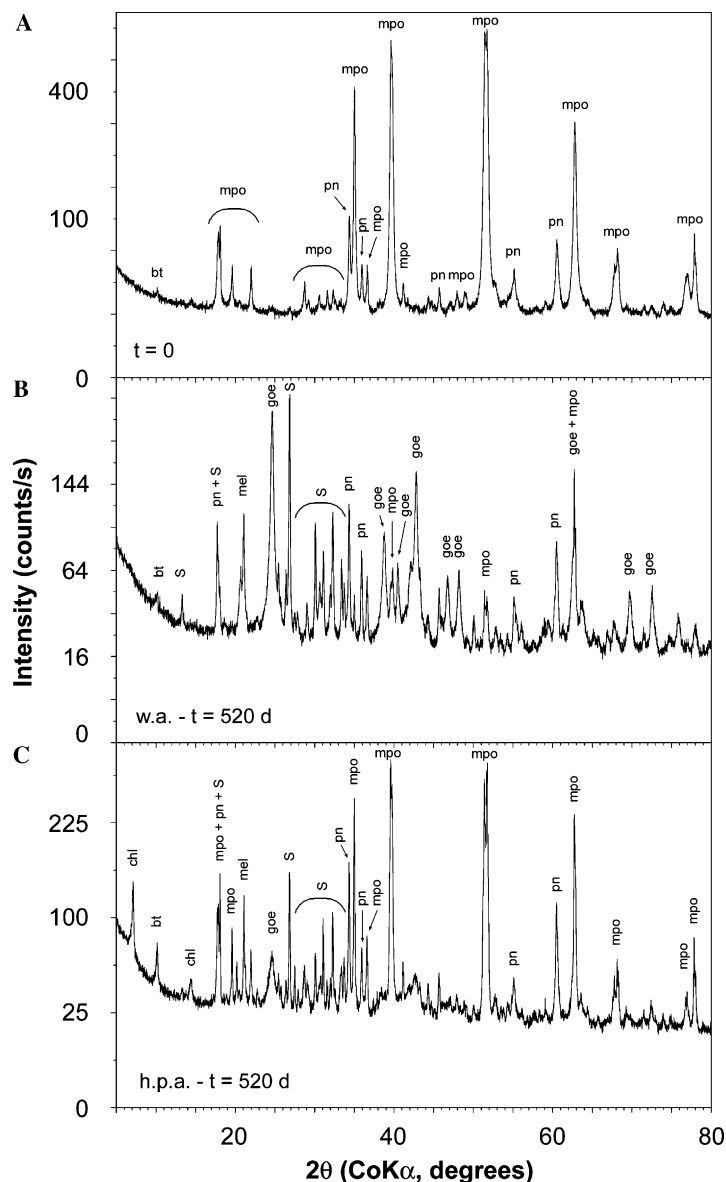 A
mpo
mpo
mpo
mpo
400
mpo
pn
100
pn
mpo
mpo
mpo
mpo
pn
pn
mpo
pn
mpo
bt
t = 0
0
B
goe
S
goe + mpo
goe
pn + S
mel
S
pn
144
goe
mpo
goe
pn
pn
goe
goe
mpo
pn
goe
goe
64
bt
S
16
w.a. - t = 520 d
0
Intensity (counts/s)
C
mpo
mpo
mpo
mpo
225
mpo + pn + S
chl
mel
S
S
pn
mpo
pn
pn
mpo
mpo
mpo
100
bt
chl
goe
pn
mpo
25
h.p.a. - t = 520 d
0
20
40
60
80
2θ (CoKα, degrees)